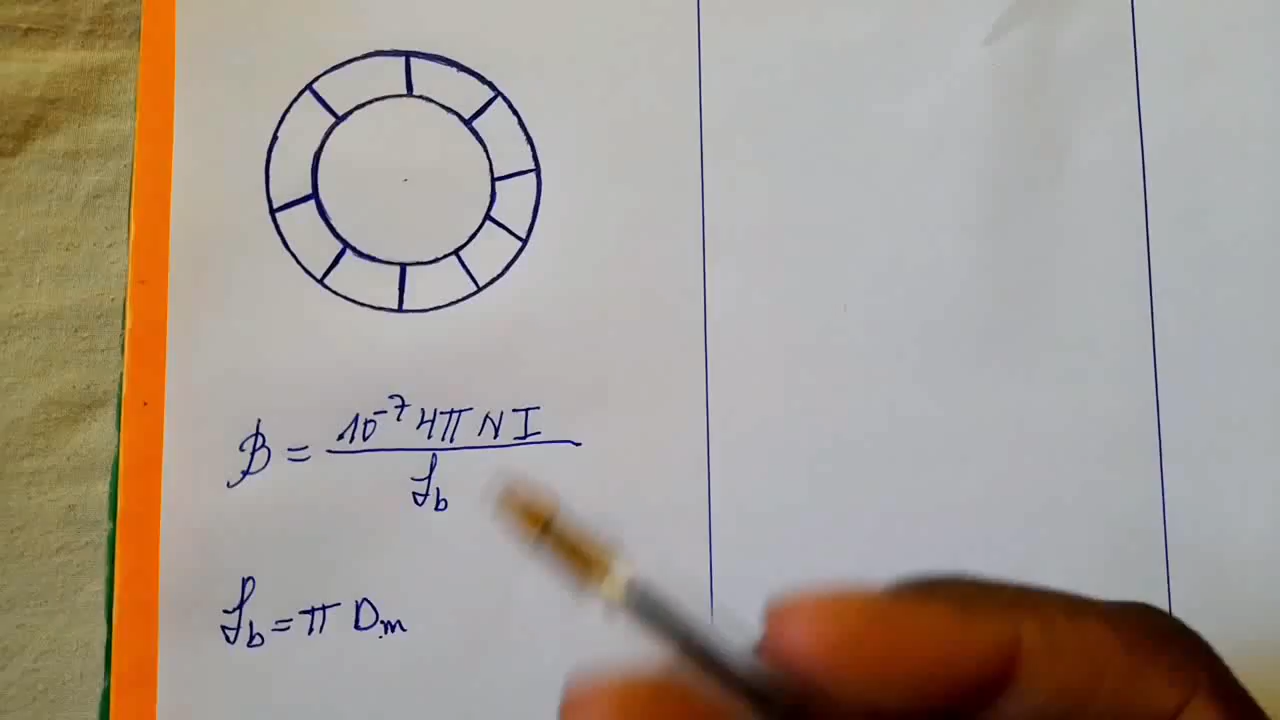 B = 10⁻⁷ 4π N I / L_b
L_b = π D_m